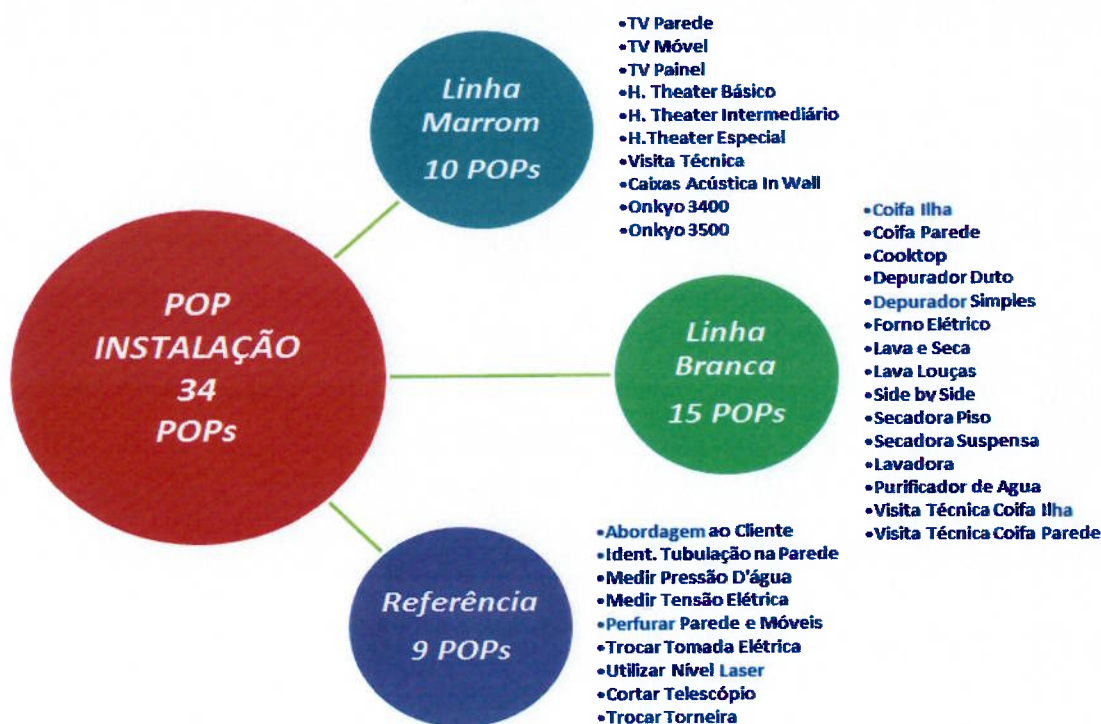 POP
INSTALAÇÃO
34
POPs
Linha
Marrom
10 POPs
•TV Parede
•TV Móvel
•TV Painel
•H. Theater Básico
•H. Theater Intermediário
•H.Theater Especial
•Visita Técnica
•Caixas Acústica In Wall
•Onkyo 3400
•Onkyo 3500
Linha
Branca
15 POPs
•Coifa Ilha
•Coifa Parede
•Cooktop
•Depurador Duto
•Depurador Simples
•Forno Elétrico
•Lava e Seca
•Lava Louças
•Side by Side
•Secadora Piso
•Secadora Suspensa
•Lavadora
•Purificador de Agua
•Visita Técnica Coifa Ilha
•Visita Técnica Coifa Parede
Referência
9 POPs
•Abordagem ao Cliente
•Ident. Tubulação na Parede
•Medir Pressão D'água
•Medir Tensão Elétrica
•Perfurar Parede e Móveis
•Trocar Tomada Elétrica
•Utilizar Nível Laser
•Cortar Telescópio
•Trocar Torneira